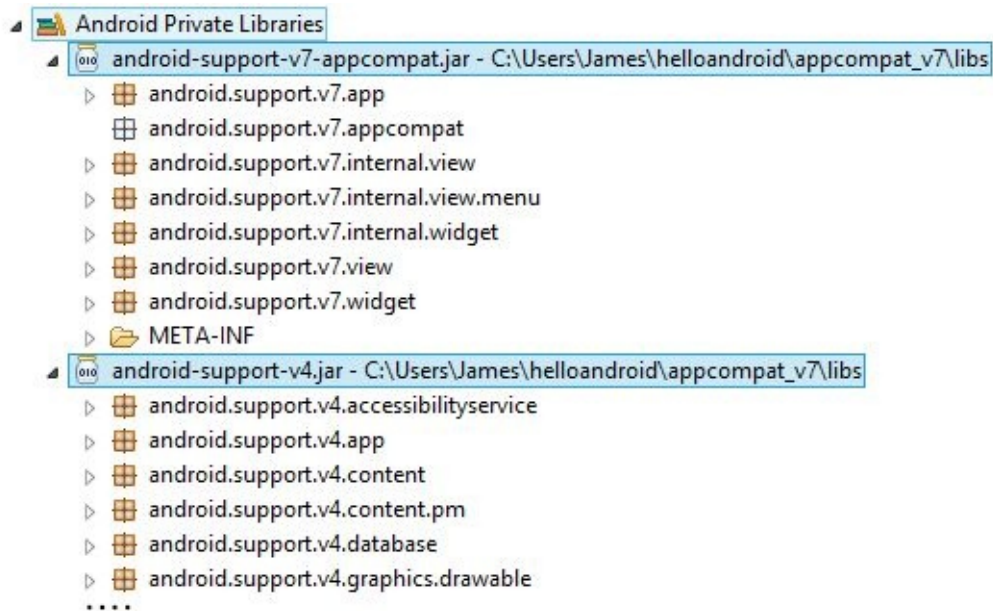 Android Private Libraries
android-support-v7-appcompat.jar - C:\Users\James\helloandroid\appcompat_v7\libs
android.support.v7.app
android.support.v7.appcompat
android.support.v7.internal.view
android.support.v7.internal.view.menu
android.support.v7.internal.widget
android.support.v7.view
android.support.v7.widget
META-INF
android-support-v4.jar - C:\Users\James\helloandroid\appcompat_v7\libs
android.support.v4.accessibilityservice
android.support.v4.app
android.support.v4.content
android.support.v4.content.pm
android.support.v4.database
android.support.v4.graphics.drawable
....